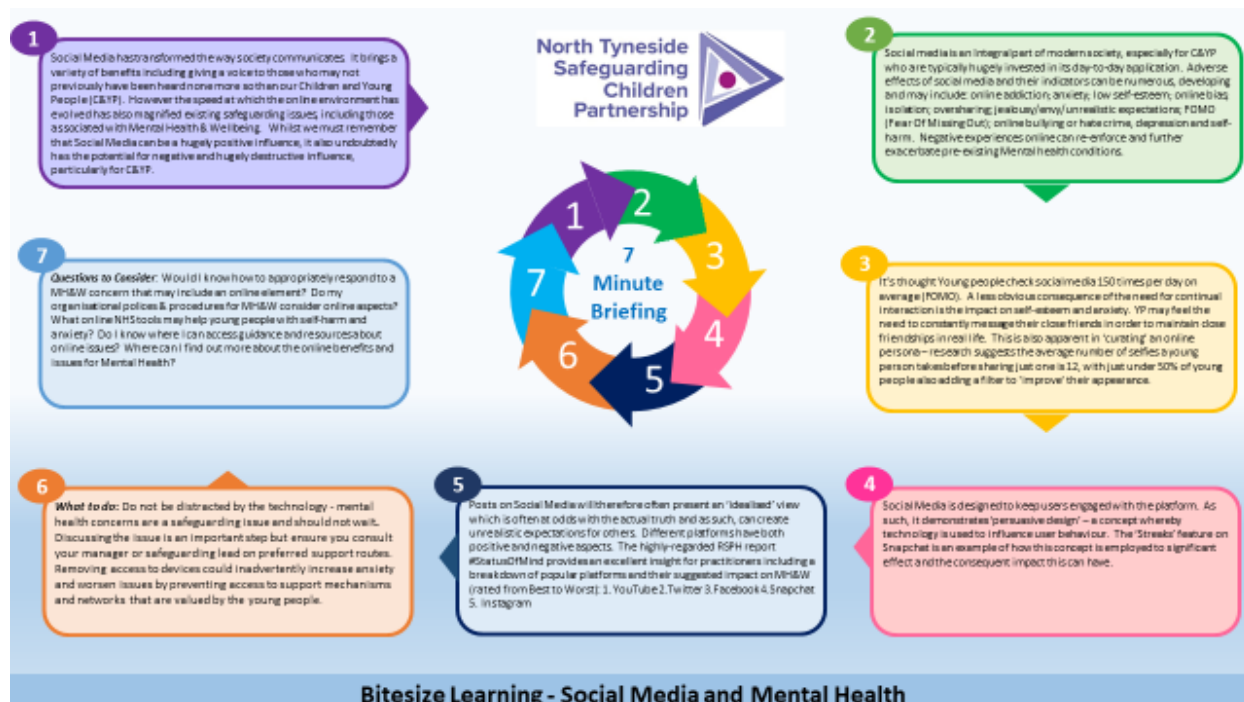 North Tyneside
Safeguarding
Children
Partnership
1
Social Media hastransformed the way society communicates. It brings a
variety of benefits including giving a voice to those who may not
previously have been heard none more so than our Children and Young
People (C&YP). However the speed at which the online environment has
evolved has also magnified existing safeguarding issues, including those
associated with Mental Health & Wellbeing. Whilst we must remember
that Social Media can be a hugely positive influence, it also undoubtedly
has the potential for negative and hugely destructive influence,
particularly for C&YP.
2
Social media is an integral part of modern society, especially for C&YP
who are typically hugely invested in its day-to-day application. Adverse
effects of social media and their indicators can be numerous, developing
and may include: online addiction; anxiety; low self-esteem; online bias;
isolation; oversharing; jealousy/envy/unrealistic expectations; FOMO
(Fear Of Missing Out); online bullying or hate crime, depression and self-
harm. Negative experiences online can re-enforce and further
exacerbate pre-existing Mental health conditions.
3
It's thought Young people check social media 150 times per day on
average (FOMO). A less obvious consequence of the need for continual
interaction is the impact on self-esteem and anxiety. YP may feel the
need to constantly message their close friends in order to maintain close
friendships in real life. This is also apparent in 'curating' an online
persona – research suggests the average number of selfies a young
person takes before sharing just one is 12, with just under 50% of young
people also adding a filter to 'improve' their appearance.
4
Social Media is designed to keep users engaged with the platform. As
such, it demonstrates 'persuasive design' – a concept whereby
technology is used to influence user behaviour. The 'Streaks' feature on
Snapchat is an example of how this concept is employed to significant
effect and the consequent impact this can have.
5
Posts on Social Media will therefore often present an 'idealised' view
which is often at odds with the actual truth and as such, can create
unrealistic expectations for others. Different platforms have both
positive and negative aspects. The highly-regarded RSPH report
#StatusOfMind provides an excellent insight for practitioners including a
breakdown of popular platforms and their suggested impact on MH&W
(rated from Best to Worst): 1. YouTube 2.Twitter 3.Facebook 4.Snapchat
5. Instagram
6
What to do: Do not be distracted by the technology - mental
health concerns are a safeguarding issue and should not wait.
Discussing the issue is an important step but ensure you consult
your manager or safeguarding lead on preferred support routes.
Removing access to devices could inadvertently increase anxiety
and worsen issues by preventing access to support mechanisms
and networks that are valued by the young people.
7
Questions to Consider: Would I know how to appropriately respond to a
MH&W concern that may include an online element? Do my
organisational polices & procedures for MH&W consider online aspects?
What online NHS tools may help young people with self-harm and
anxiety? Do I know where I can access guidance and resources about
online issues? Where can I find out more about the online benefits and
issues for Mental Health?
1
2
3
4
5
6
7
7
Minute
Briefing
Bitesize Learning - Social Media and Mental Health